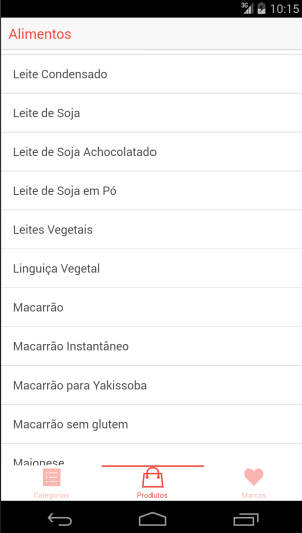 3G 10:15
Alimentos
Leite Condensado
Leite de Soja
Leite de Soja Achocolatado
Leite de Soja em Pó
Leites Vegetais
Linguiça Vegetal
Macarrão
Macarrão Instantâneo
Macarrão para Yakissoba
Macarrão sem glutem
Maionese
Categorias Produtos Marcas